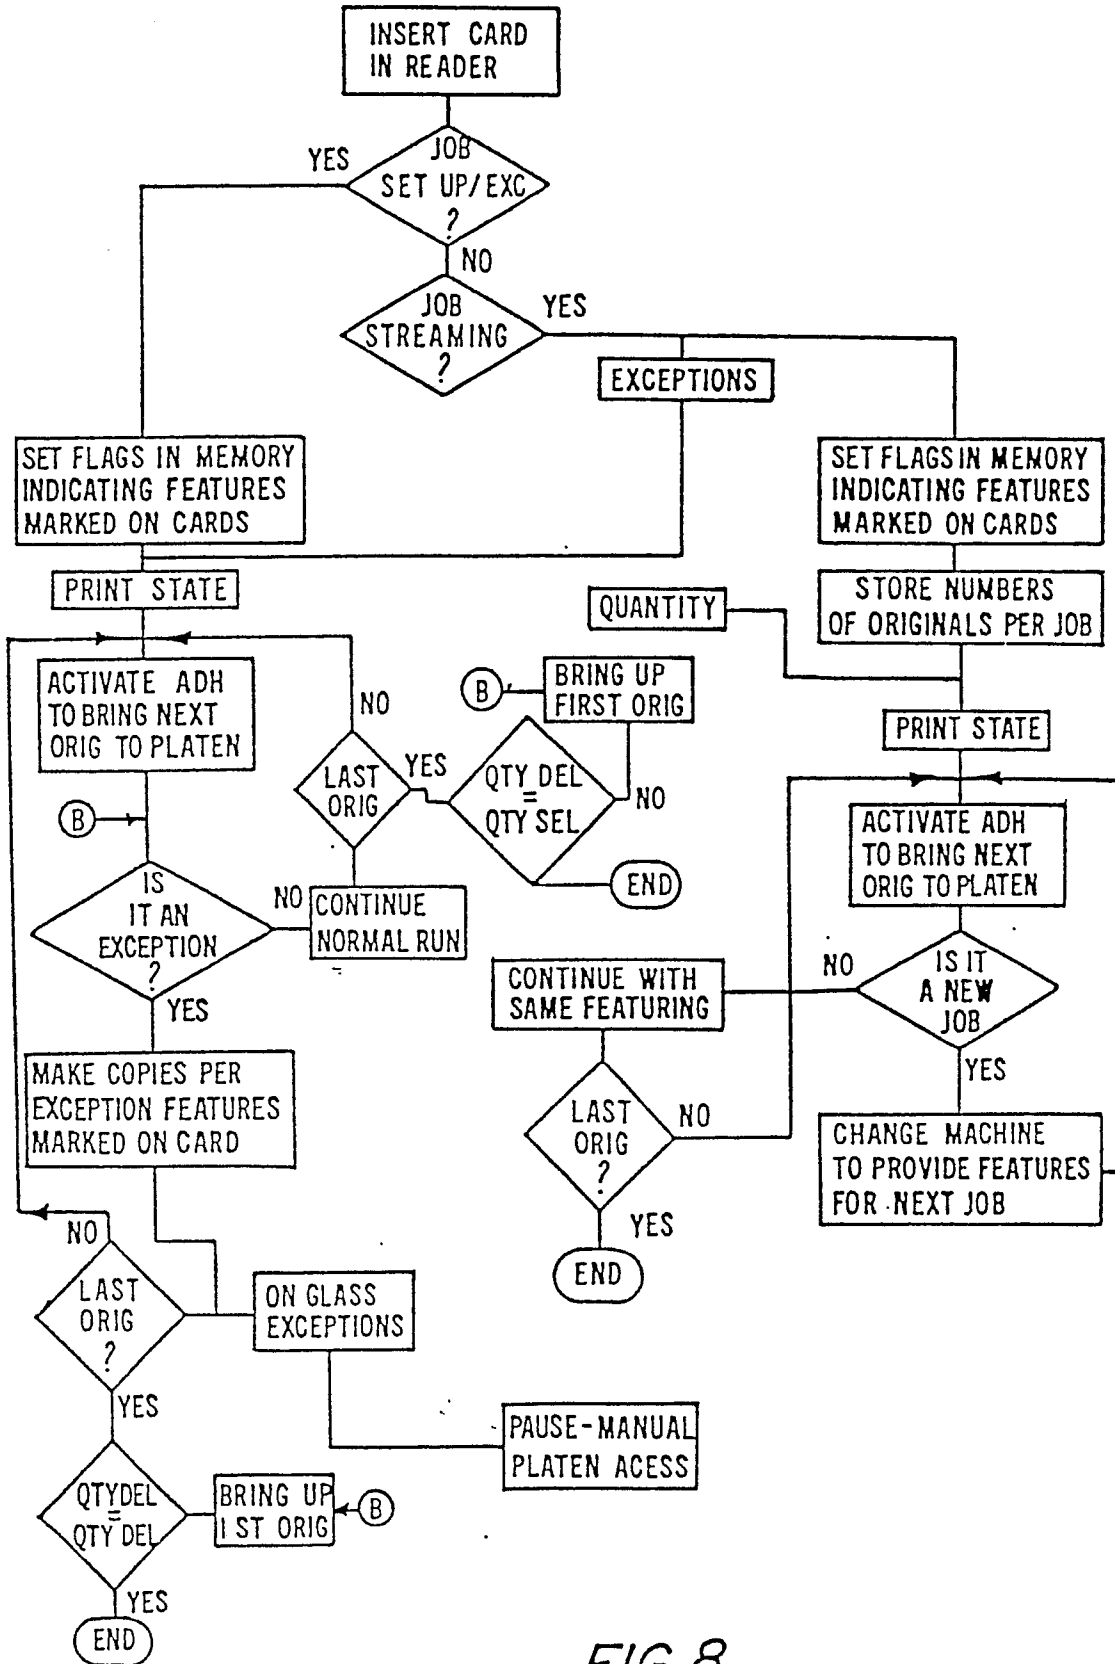 INSERT CARD
IN READER
YES
JOB
SET UP/EXC
?
NO
JOB
STREAMING
?
YES
EXCEPTIONS
SET FLAGS IN MEMORY
INDICATING FEATURES
MARKED ON CARDS
SET FLAGS IN MEMORY
INDICATING FEATURES
MARKED ON CARDS
PRINT STATE
QUANTITY
STORE NUMBERS
OF ORIGINALS PER JOB
ACTIVATE ADH
TO BRING NEXT
ORIG TO PLATEN
NO
B
BRING UP
FIRST ORIG
PRINT STATE
LAST
ORIG
YES
QTY DEL
=
QTY SEL
NO
END
B
ACTIVATE ADH
TO BRING NEXT
ORIG TO PLATEN
IS
IT AN
EXCEPTION
?
NO
CONTINUE
NORMAL RUN
YES
CONTINUE WITH
SAME FEATURING
NO
IS IT
A NEW
JOB
YES
MAKE COPIES PER
EXCEPTION FEATURES
MARKED ON CARD
LAST
ORIG
?
NO
YES
END
CHANGE MACHINE
TO PROVIDE FEATURES
FOR NEXT JOB
NO
LAST
ORIG
?
ON GLASS
EXCEPTIONS
YES
PAUSE-MANUAL
PLATEN ACESS
QTYDEL
=
QTY DEL
BRING UP
1 ST ORIG
B
YES
END
FIG. 8